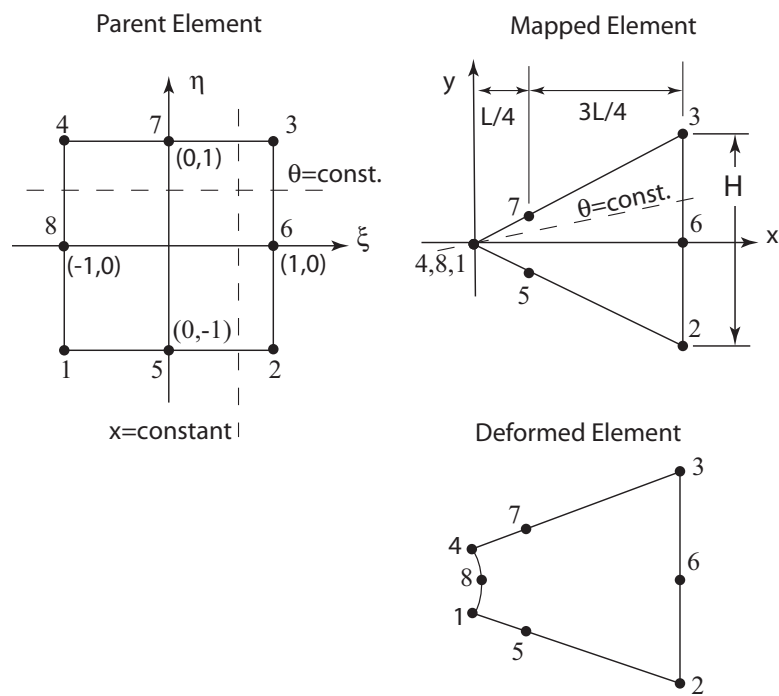 Parent Element
η
4
7
3
(0,1)
θ=const.
8
6
ξ
(-1,0)
(1,0)
(0,-1)
1
5
2
x=constant
Mapped Element
y
L/4
3L/4
3
7
θ=const.
H
6
x
4,8,1
5
2
Deformed Element
3
7
4
8
6
1
5
2